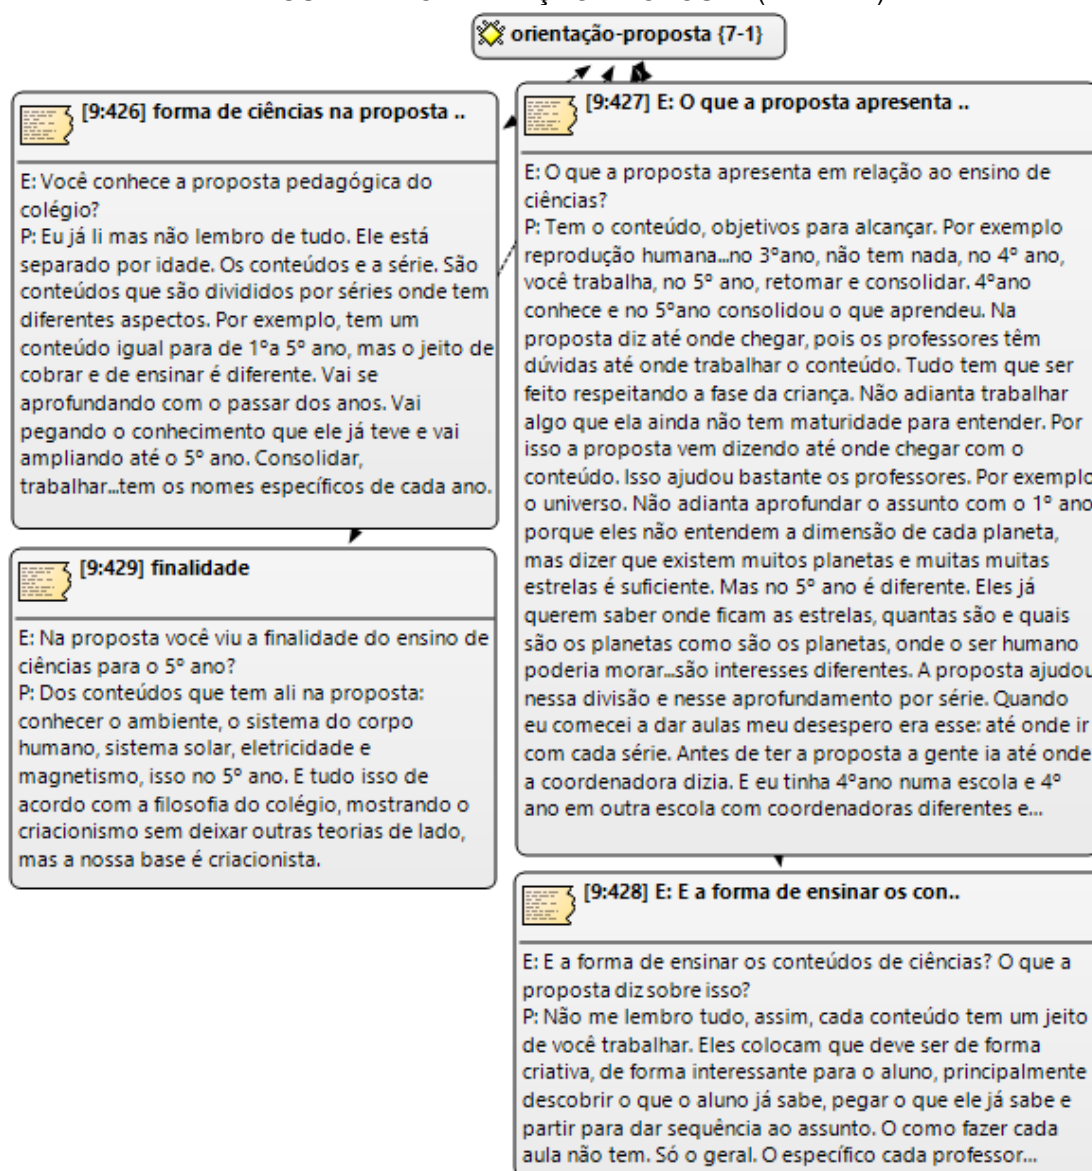 orientação-proposta {7-1}
[9:426] forma de ciências na proposta ..
E: Você conhece a proposta pedagógica do
colégio?
P: Eu já li mas não lembro de tudo. Ele está
separado por idade. Os conteúdos e a série. São
conteúdos que são divididos por séries onde tem
diferentes aspectos. Por exemplo, tem um
conteúdo igual para de 1ºa 5º ano, mas o jeito de
cobrar e de ensinar é diferente. Vai se
aprofundando com o passar dos anos. Vai
pegando o conhecimento que ele já teve e vai
ampliando até o 5º ano. Consolidar,
trabalhar...tem os nomes específicos de cada ano.
[9:429] finalidade
E: Na proposta você viu a finalidade do ensino de
ciências para o 5º ano?
P: Dos conteúdos que tem ali na proposta:
conhecer o ambiente, o sistema do corpo
humano, sistema solar, eletricidade e
magnetismo, isso no 5º ano. E tudo isso de
acordo com a filosofia do colégio, mostrando o
criacionismo sem deixar outras teorias de lado,
mas a nossa base é criacionista.
[9:427] E: O que a proposta apresenta ..
E: O que a proposta apresenta em relação ao ensino de
ciências?
P: Tem o conteúdo, objetivos para alcançar. Por exemplo
reprodução humana...no 3ºano, não tem nada, no 4º ano,
você trabalha, no 5º ano, retomar e consolidar. 4ºano
conhece e no 5ºano consolidou o que aprendeu. Na
proposta diz até onde chegar, pois os professores têm
dúvidas até onde trabalhar o conteúdo. Tudo tem que ser
feito respeitando a fase da criança. Não adianta trabalhar
algo que ela ainda não tem maturidade para entender. Por
isso a proposta vem dizendo até onde chegar com o
conteúdo. Isso ajudou bastante os professores. Por exemplo
o universo. Não adianta aprofundar o assunto com o 1º ano
porque eles não entendem a dimensão de cada planeta,
mas dizer que existem muitos planetas e muitas muitas
estrelas é suficiente. Mas no 5º ano é diferente. Eles já
querem saber onde ficam as estrelas, quantas são e quais
são os planetas como são os planetas, onde o ser humano
poderia morar...são interesses diferentes. A proposta ajudou
nessa divisão e nesse aprofundamento por série. Quando
eu comecei a dar aulas meu desespero era esse: até onde ir
com cada série. Antes de ter a proposta a gente ia até onde
a coordenadora dizia. E eu tinha 4ºano numa escola e 4º
ano em outra escola com coordenadoras diferentes e...
[9:428] E: E a forma de ensinar os con..
E: E a forma de ensinar os conteúdos de ciências? O que a
proposta diz sobre isso?
P: Não me lembro tudo, assim, cada conteúdo tem um jeito
de você trabalhar. Eles colocam que deve ser de forma
criativa, de forma interessante para o aluno, principalmente
descobrir o que o aluno já sabe, pegar o que ele já sabe e
partir para dar sequência ao assunto. O como fazer cada
aula não tem. Só o geral. O específico cada professor...